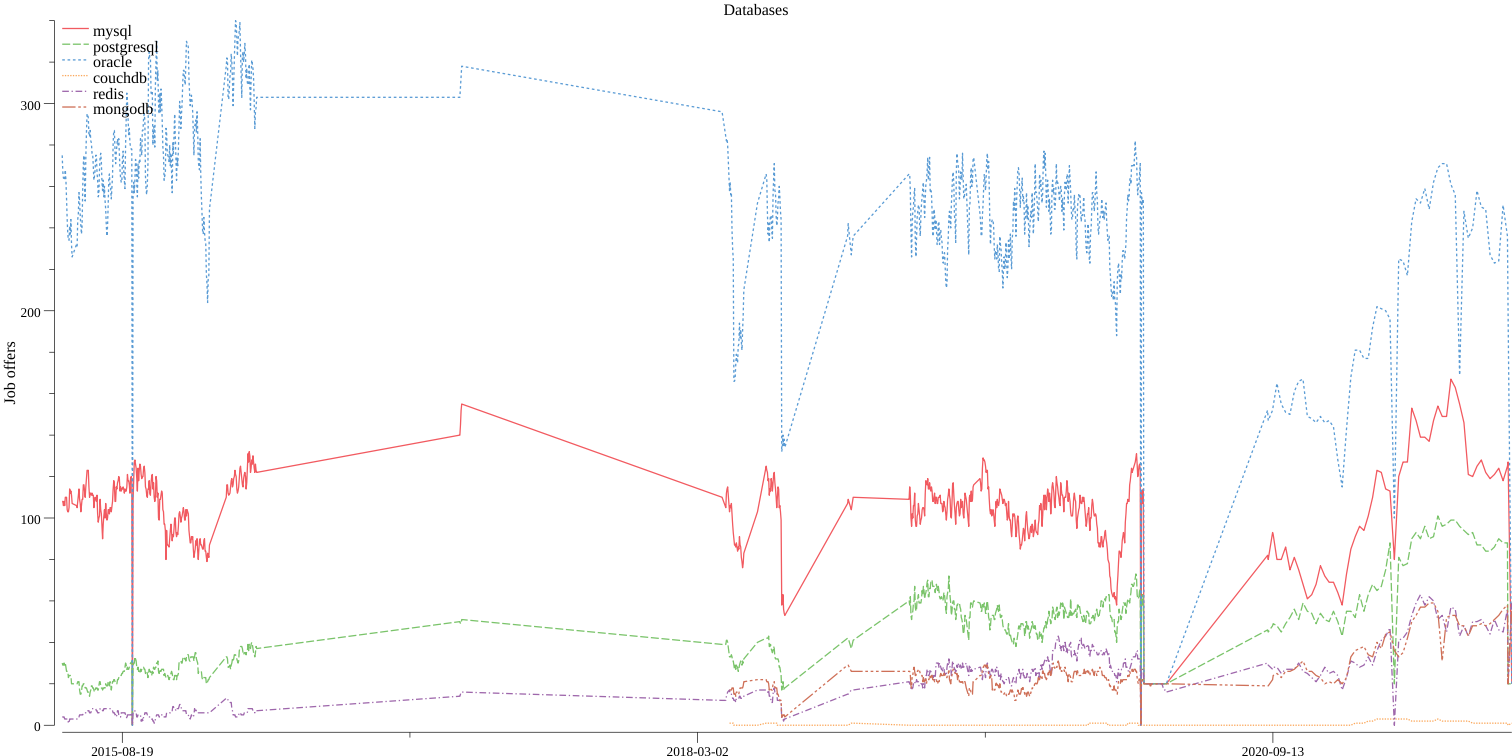 Databases
mysql
postgresql
oracle
couchdb
redis
mongodb
300
200
100
0
Job offers
2015-08-19
2018-03-02
2020-09-13